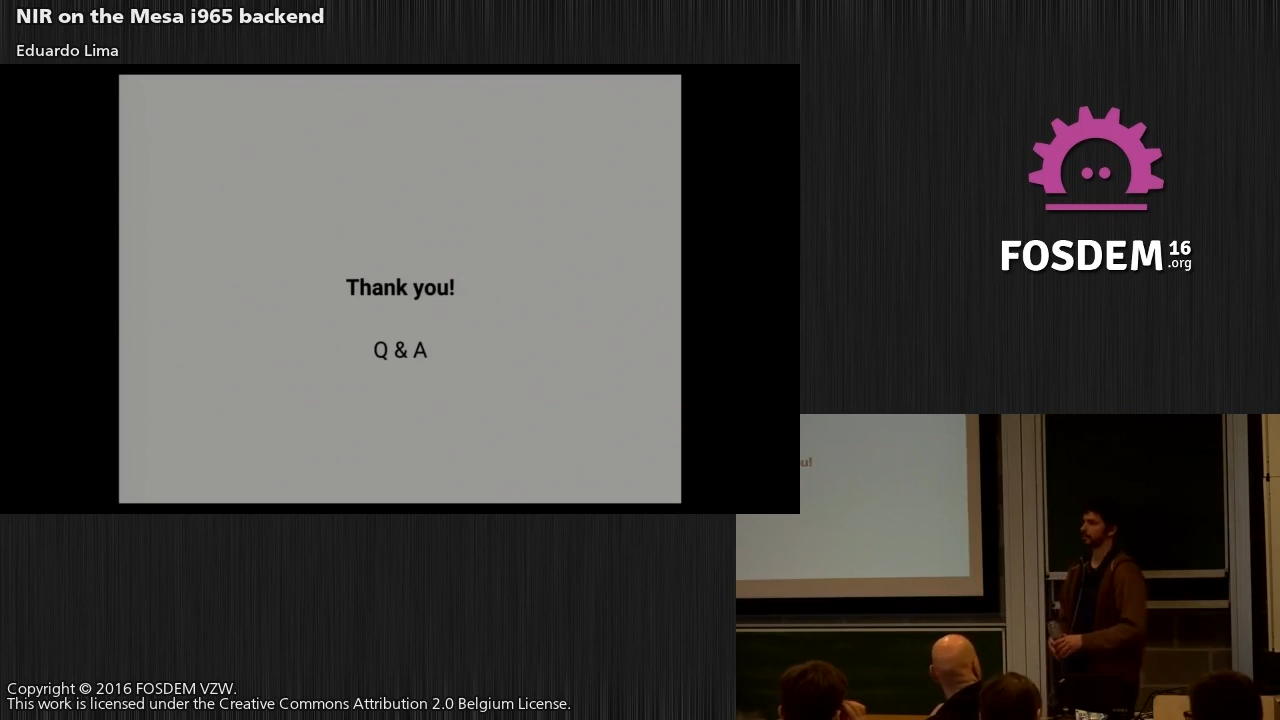 NIR on the Mesa i965 backend
Eduardo Lima
Thank you!
Q & A
FOSDEM 16
.org
u!
Copyright © 2016 FOSDEM VZW.
This work is licensed under the Creative Commons Attribution 2.0 Belgium License.